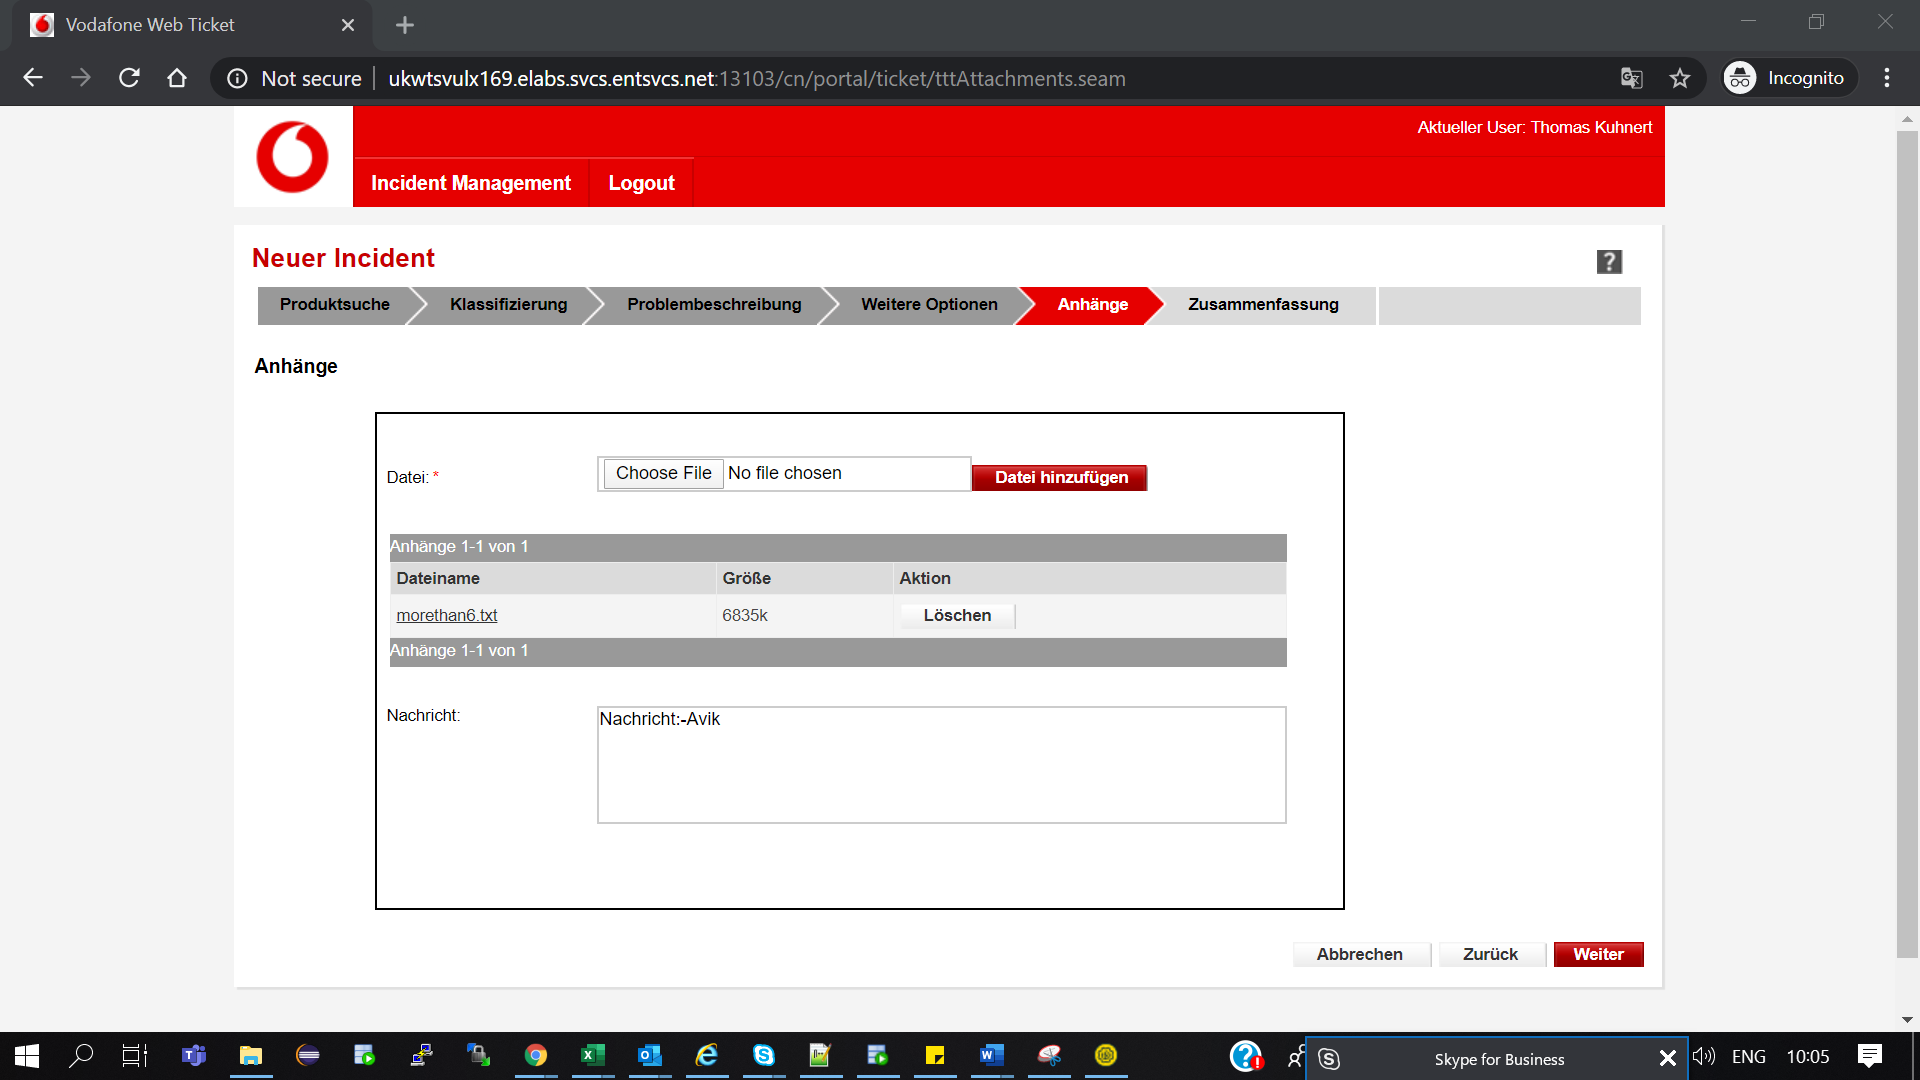 Vodafone Web Ticket
Not secure | ukwtsvulx169.elabs.svcs.entsvcs.net:13103/cn/portal/ticket/tttAttachments.seam
Incognito
Aktueller User: Thomas Kuhnert
Incident Management Logout
Neuer Incident
?
Produktsuche Klassifizierung Problembeschreibung Weitere Optionen Anhänge Zusammenfassung
Anhänge
Datei: * Choose File No file chosen Datei hinzufügen
Anhänge 1-1 von 1
Dateiname Größe Aktion
morethan6.txt 6835k Löschen
Anhänge 1-1 von 1
Nachricht: Nachricht:-Avik
Abbrechen Zurück Weiter
Skype for Business
ENG 10:05